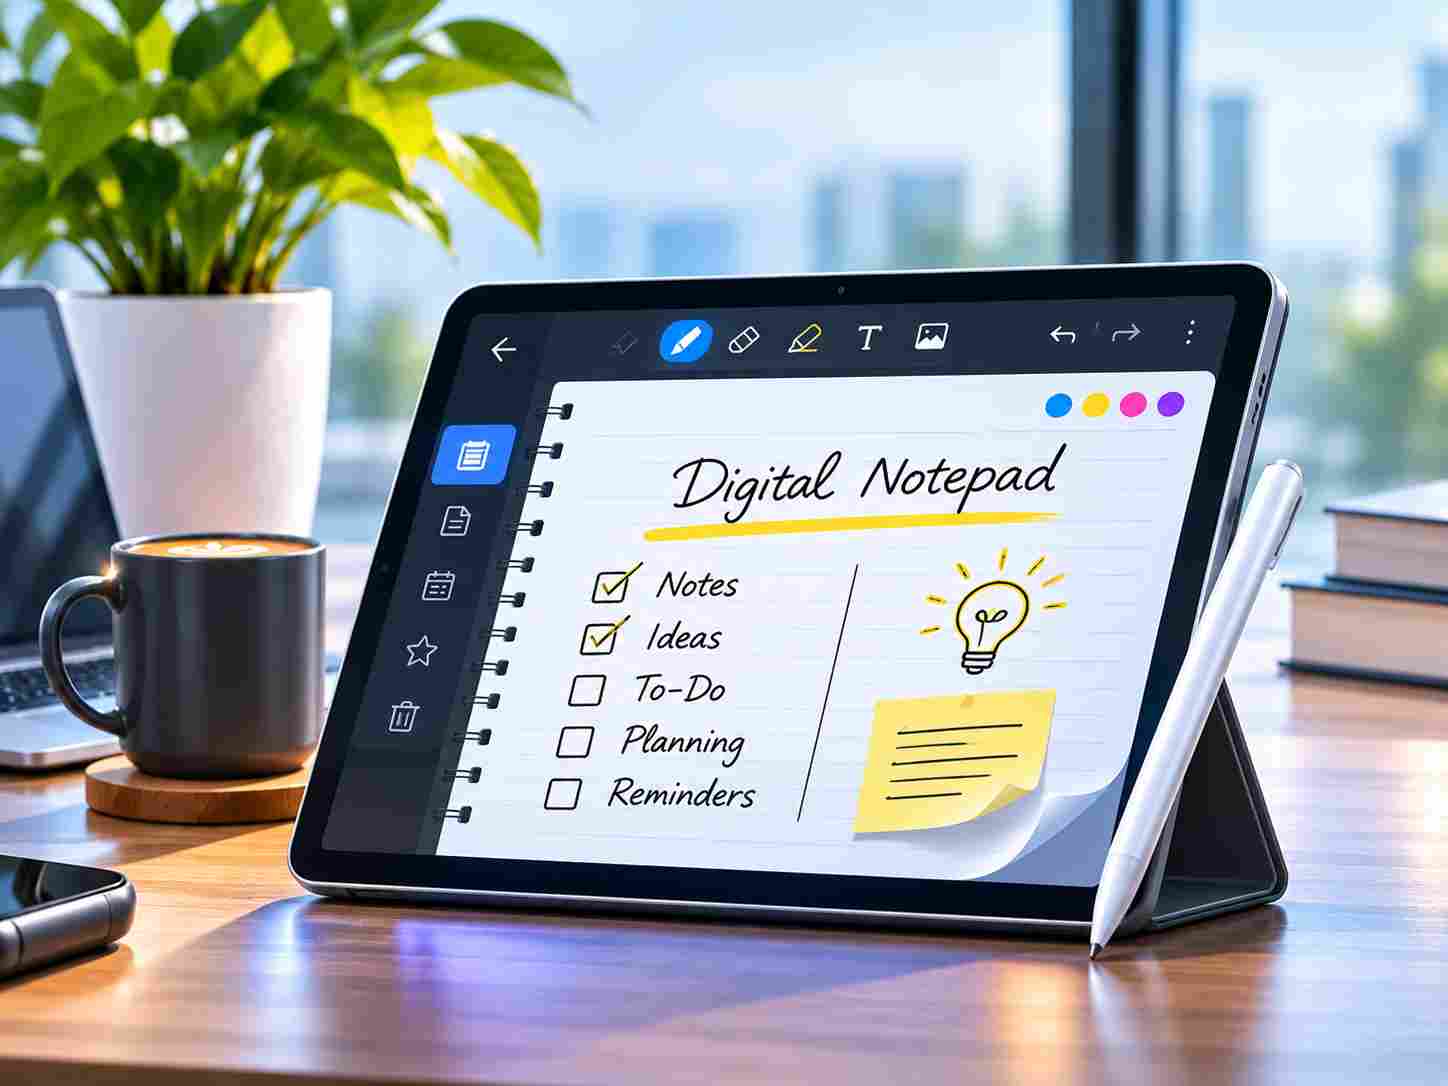 T
Digital Notepad
Notes
Ideas
To-Do
Planning
Reminders